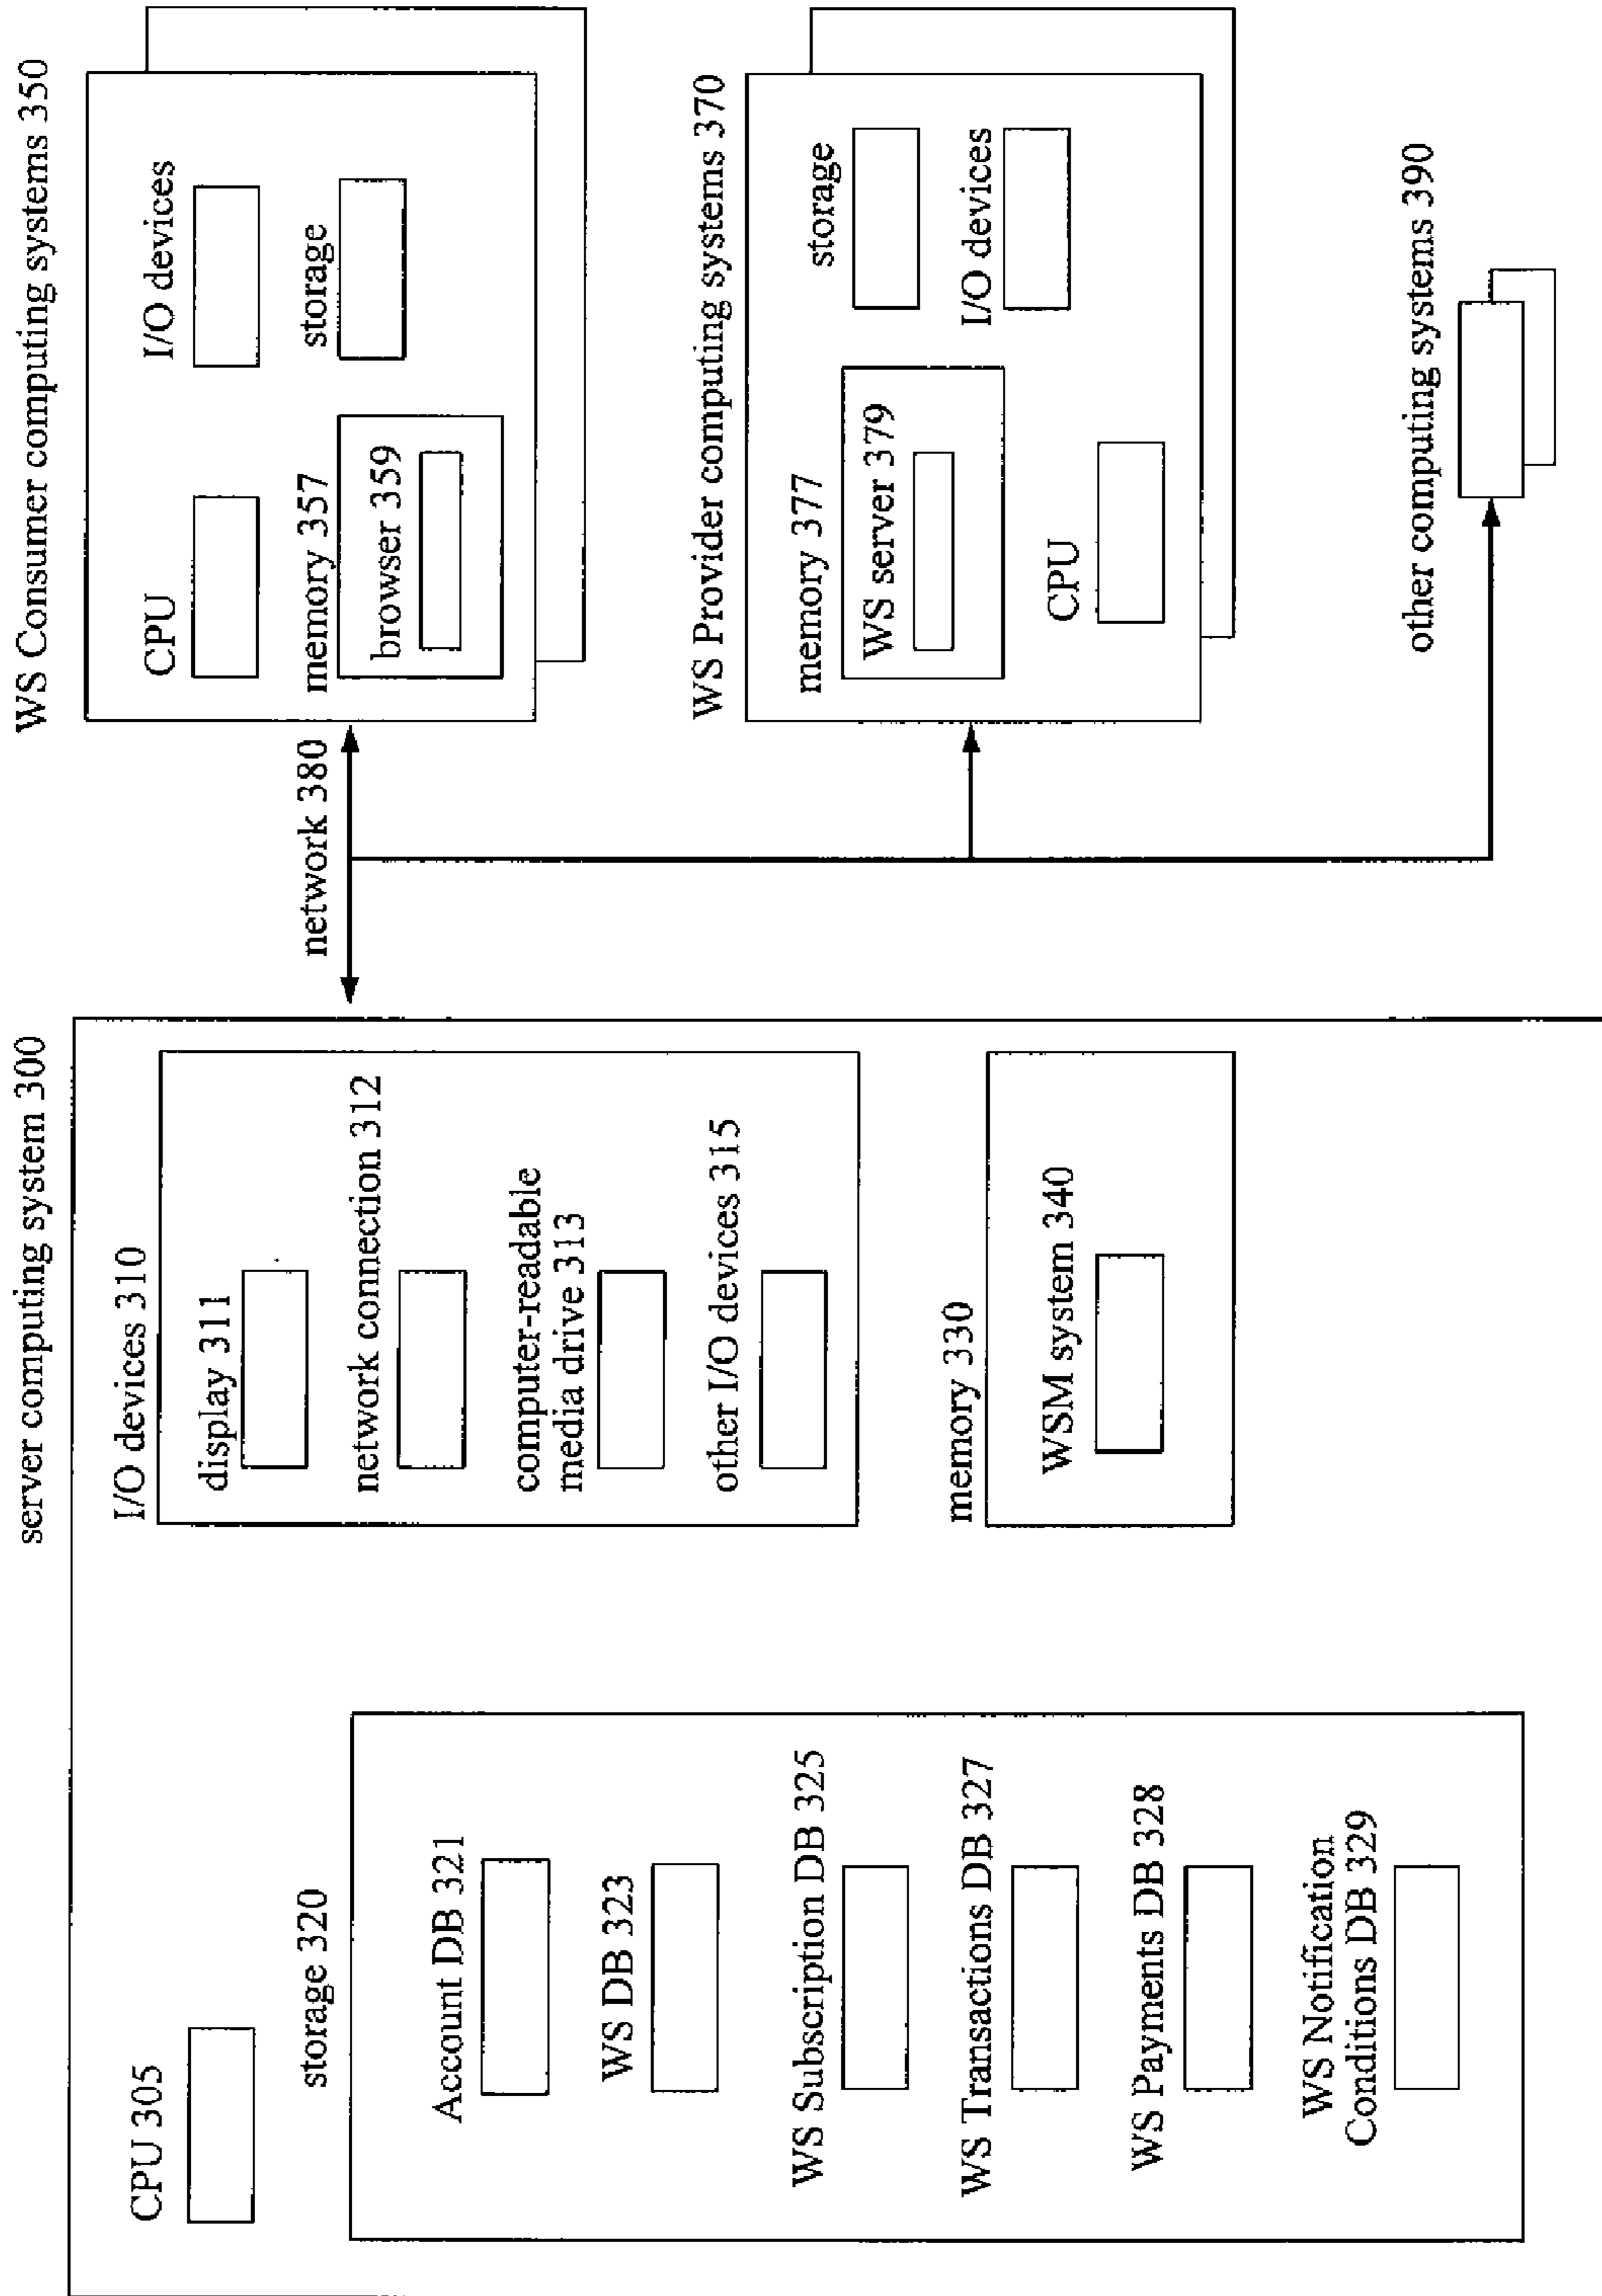 server computing system 300
CPU 305
storage 320
Account DB 321
WS DB 323
WS Subscription DB 325
WS Transactions DB 327
WS Payments DB 328
WS Notification
Conditions DB 329
I/O devices 310
display 311
network connection 312
computer-readable
media drive 313
other I/O devices 315
memory 330
WSM system 340
network 380
WS Consumer computing systems 350
CPU
I/O devices
memory 357
browser 359
storage
WS Provider computing systems 370
memory 377
WS server 379
storage
CPU
I/O devices
other computing systems 390